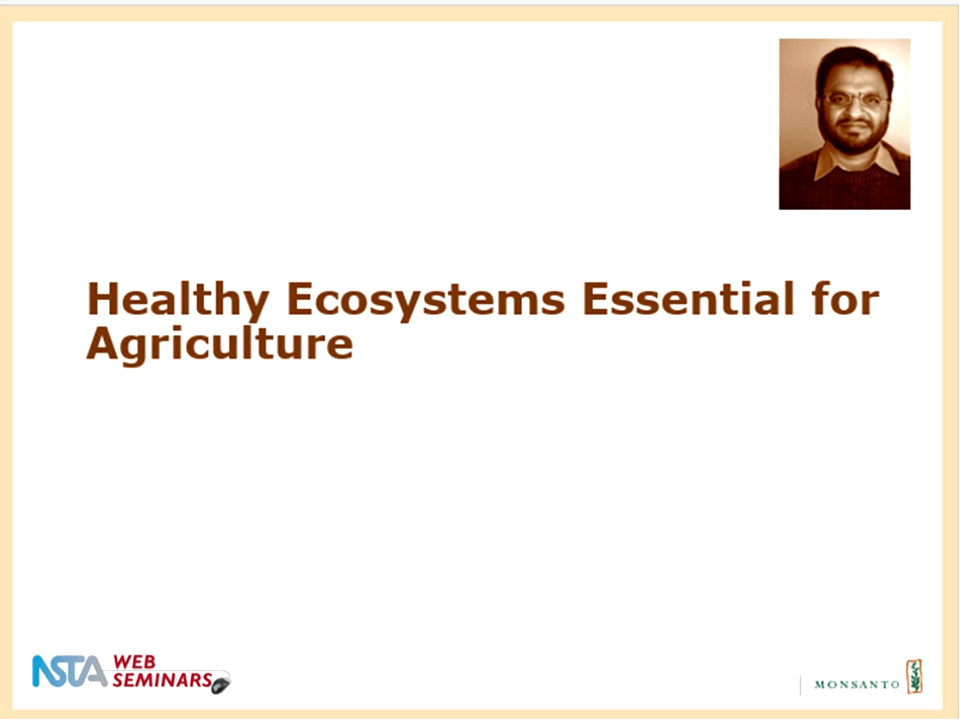 Healthy Ecosystems Essential for
Agriculture
NSTA WEB
SEMINARS
MONSANTO